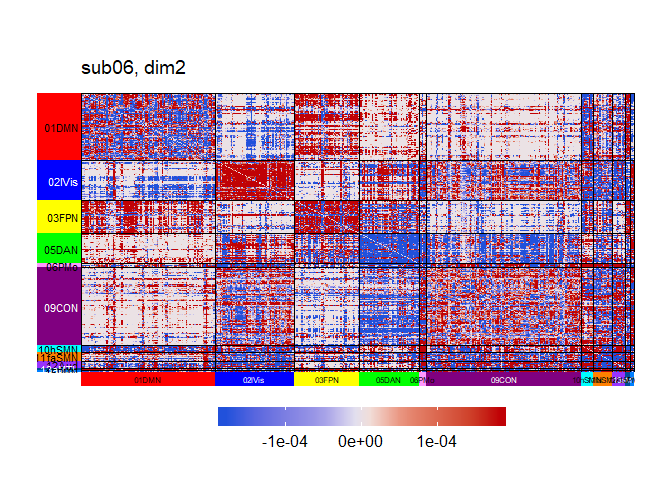 sub06, dim2
01DMN
02lVis
03FPN
05DAN
09CON
10hSMN
01DMN
02lVis
03FPN
05DAN
06PMo
09CON
-1e-04
0e+00
1e-04